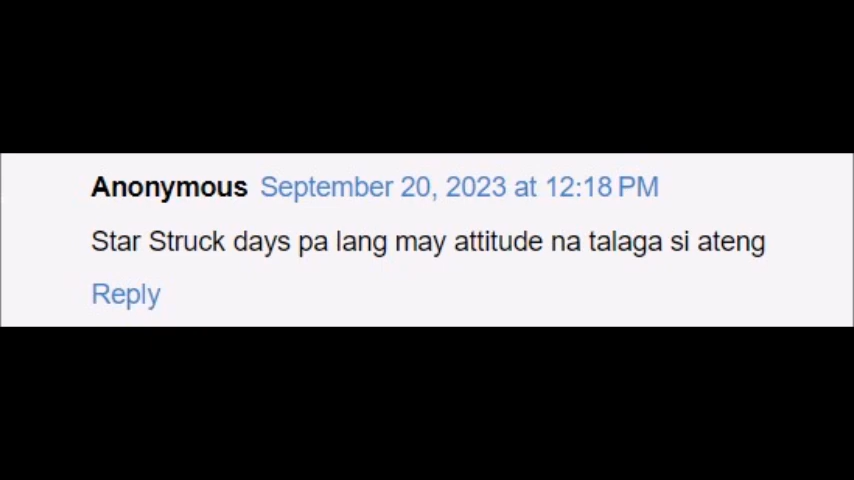 Anonymous September 20, 2023 at 12:18 PM
Star Struck days pa lang may attitude na talaga si ateng
Reply